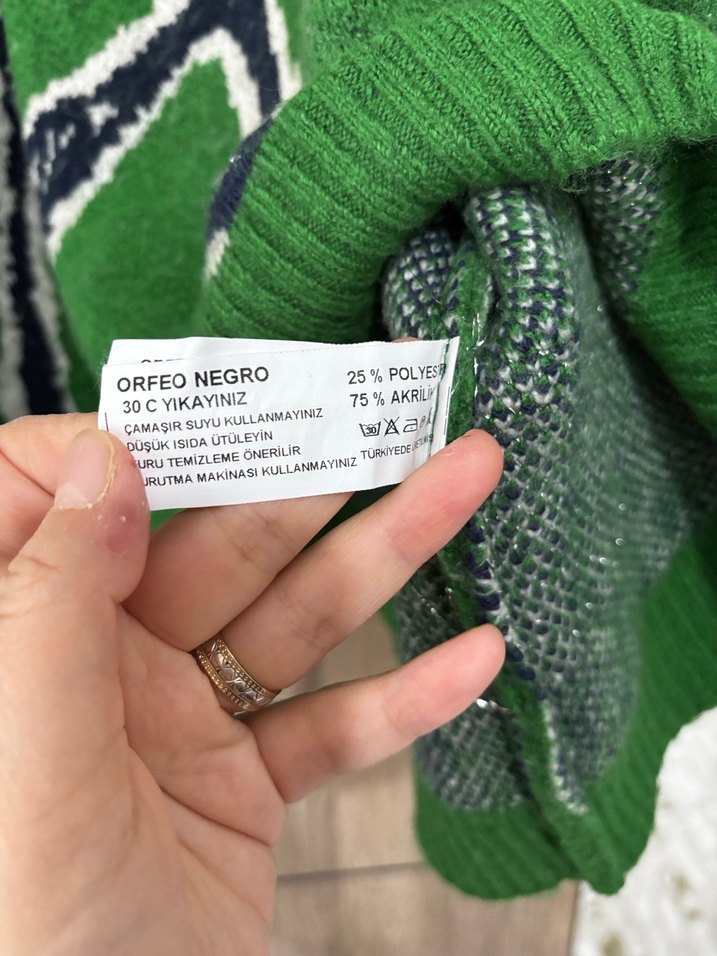 ORFEO NEGRO
30 C YIKAYINIZ
ÇAMAŞIR SUYU KULLANMAYINIZ
DÜŞÜK ISIDA ÜTÜLEYİN
KURU TEMİZLEME ÖNERİLİR
KURUTMA MAKİNASI KULLANMAYINIZ
25 % POLYESTER
75 % AKRİLİK
30
TÜRKİYEDE